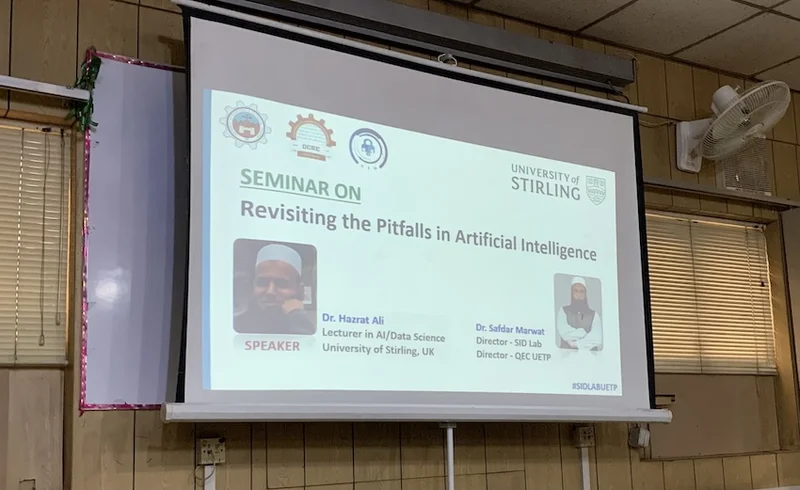 DCSE
UNIVERSITY of
STIRLING
SEMINAR ON
Revisiting the Pitfalls in Artificial Intelligence
SPEAKER
Dr. Hazrat Ali
Lecturer in AI/Data Science
University of Stirling, UK
Dr. Safdar Marwat
Director - SID Lab
Director - QEC UETP
#SIDLABUETP